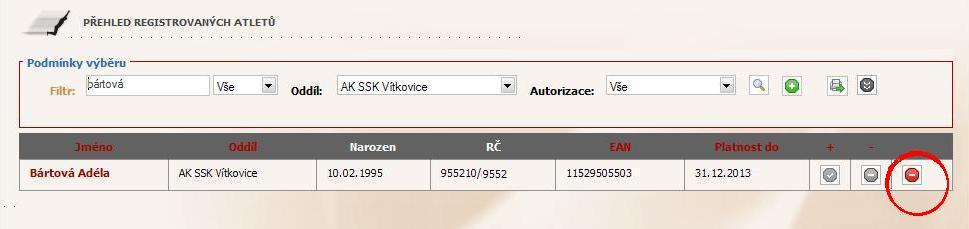 PŘEHLED REGISTROVANÝCH ATLETŮ
Podmínky výběru
Filtr: bártová Vše Oddíl: AK SSK Vítkovice Autorizace: Vše
Jméno Oddíl Narozen RČ EAN Platnost do + -
Bártová Adéla AK SSK Vítkovice 10.02.1995 955210/9552 11529505503 31.12.2013